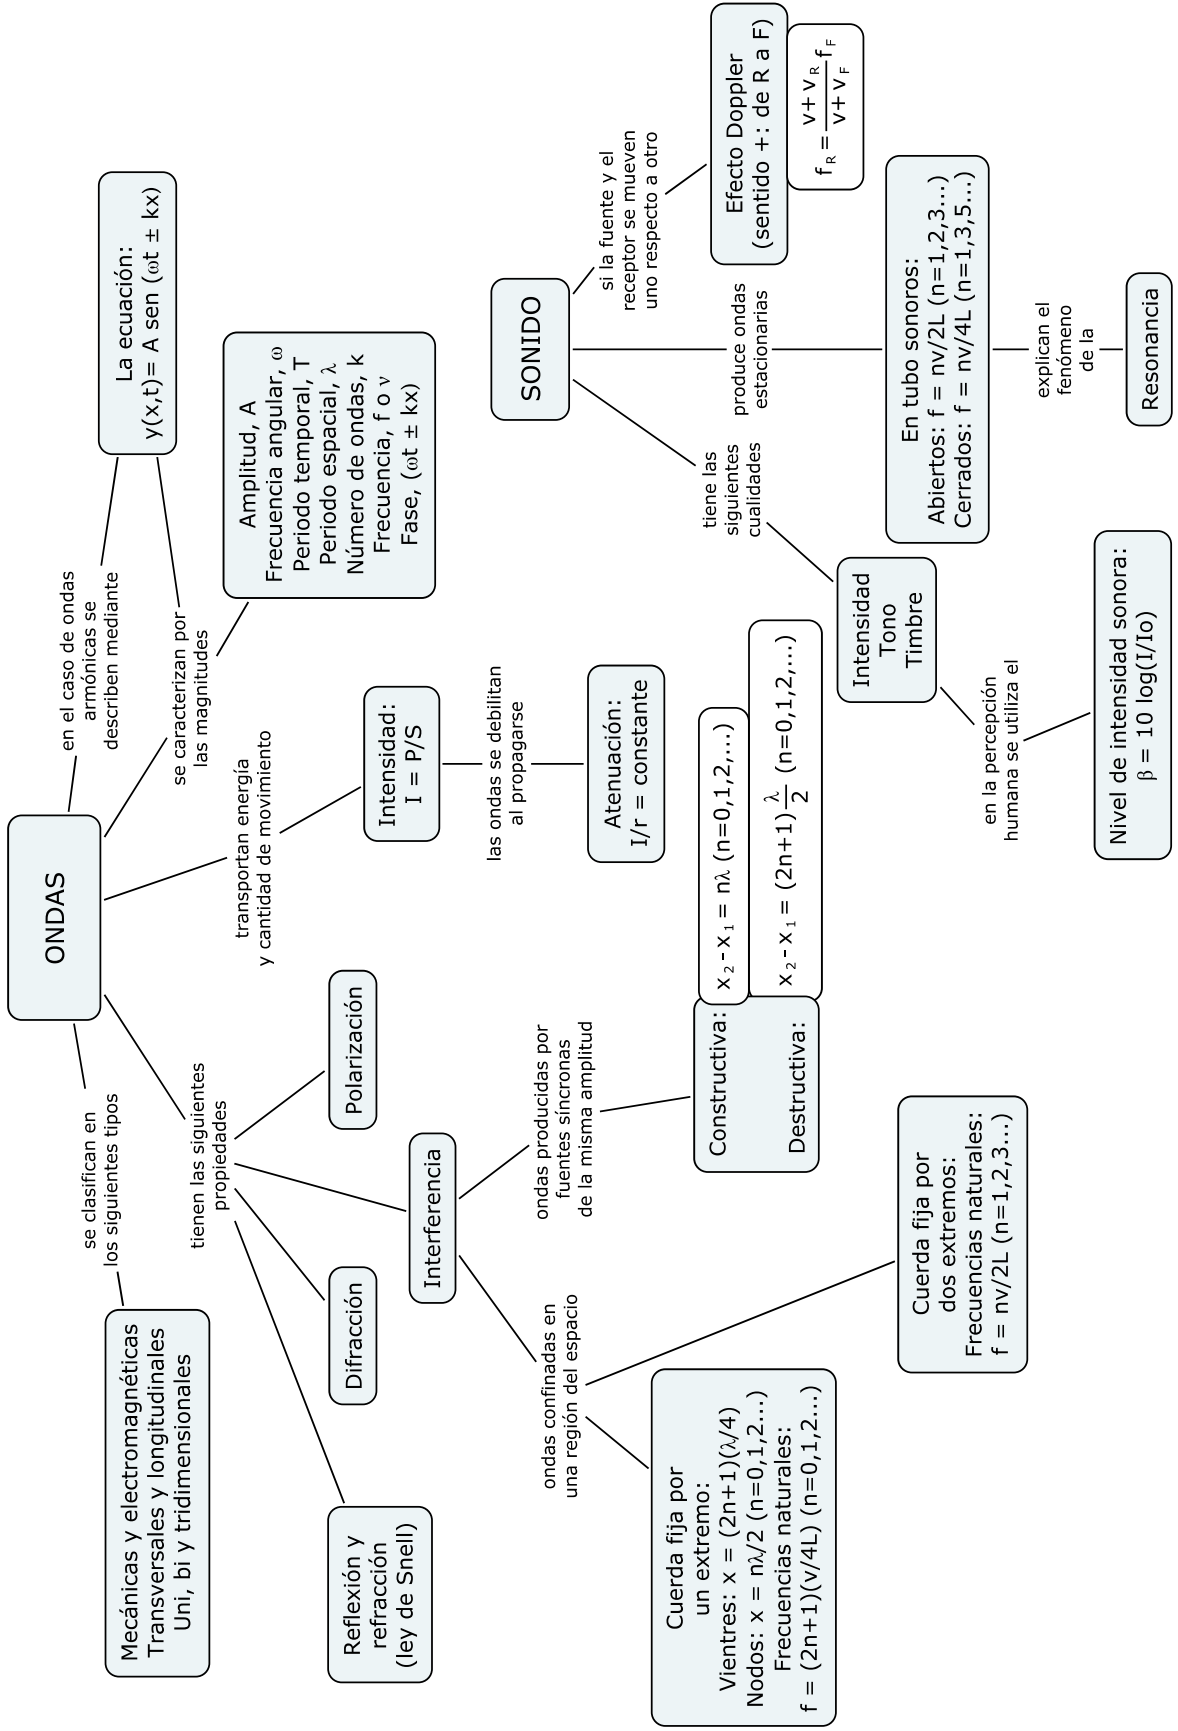 ONDAS
se clasifican en
los siguientes tipos
Mecánicas y electromagnéticas
Transversales y longitudinales
Uni, bi y tridimensionales
tienen las siguientes
propiedades
Reflexión y
refracción
(ley de Snell)
Difracción
Interferencia
Polarización
ondas confinadas en
una región del espacio
Cuerda fija por
un extremo:
Vientres: x = (2n+1)(λ/4)
Nodos: x = nλ/2 (n=0,1,2...)
Frecuencias naturales:
f = (2n+1)(v/4L) (n=0,1,2...)
Cuerda fija por
dos extremos:
Frecuencias naturales:
f = nv/2L (n=1,2,3...)
ondas producidas por
fuentes síncronas
de la misma amplitud
Constructiva: x₂-x₁ = nλ (n=0,1,2,...)
Destructiva: x₂-x₁ = (2n+1)λ/2 (n=0,1,2,...)
transportan energía
y cantidad de movimiento
Intensidad:
I = P/S
las ondas se debilitan
al propagarse
Atenuación:
I/r = constante
se caracterizan por
las magnitudes
Amplitud, A
Frecuencia angular, ω
Periodo temporal, T
Periodo espacial, λ
Número de ondas, k
Frecuencia, f o ν
Fase, (ωt ± kx)
en el caso de ondas
armónicas se
describen mediante
La ecuación:
y(x,t)= A sen (ωt ± kx)
SONIDO
tiene las
siguientes
cualidades
Intensidad
Tono
Timbre
en la percepción
humana se utiliza el
Nivel de intensidad sonora:
β = 10 log(I/Io)
produce ondas
estacionarias
En tubo sonoros:
Abiertos: f = nv/2L (n=1,2,3...)
Cerrados: f = nv/4L (n=1,3,5...)
explican el
fenómeno
de la
Resonancia
si la fuente y el
receptor se mueven
uno respecto a otro
Efecto Doppler
(sentido +: de R a F)
f_R = (v+v_R)/(v+v_F) f_F